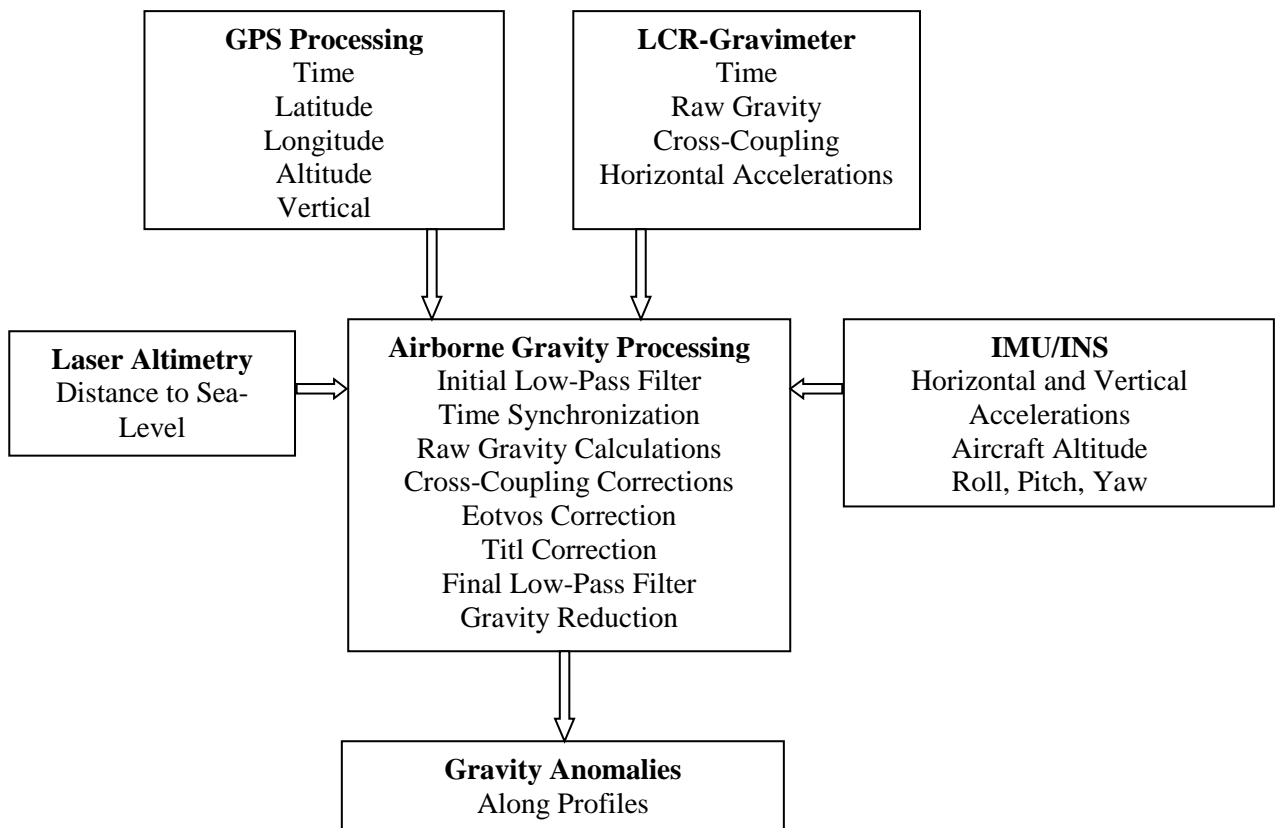 GPS Processing
Time
Latitude
Longitude
Altitude
Vertical
LCR-Gravimeter
Time
Raw Gravity
Cross-Coupling
Horizontal Accelerations
Laser Altimetry
Distance to Sea-
Level
Airborne Gravity Processing
Initial Low-Pass Filter
Time Synchronization
Raw Gravity Calculations
Cross-Coupling Corrections
Eotvos Correction
Titl Correction
Final Low-Pass Filter
Gravity Reduction
IMU/INS
Horizontal and Vertical
Accelerations
Aircraft Altitude
Roll, Pitch, Yaw
Gravity Anomalies
Along Profiles